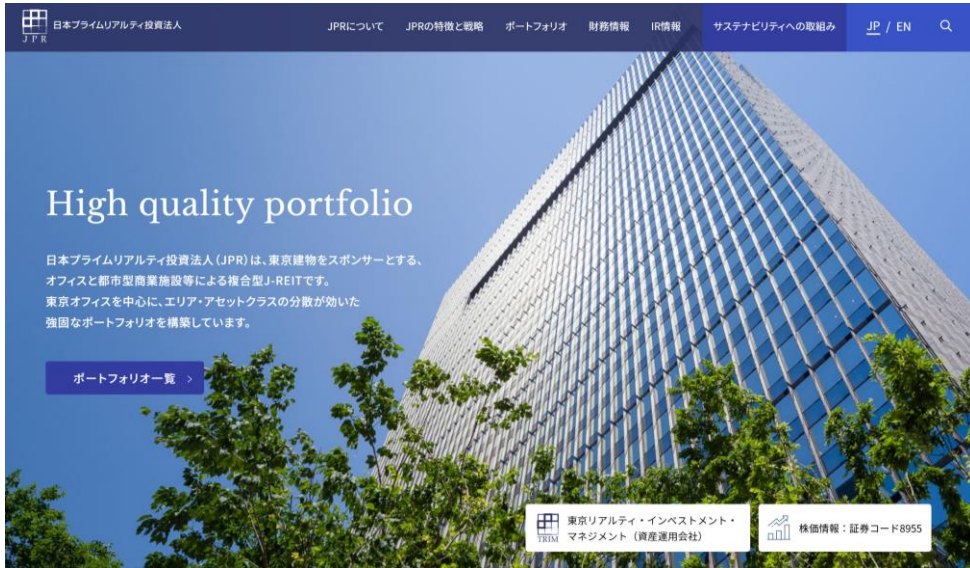 JPR
日本プライムリアルティ投資法人
JPRについて
JPRの特徴と戦略
ポートフォリオ
財務情報
IR情報
サステナビリティへの取組み
JP / EN
High quality portfolio
日本プライムリアルティ投資法人（JPR）は、東京建物をスポンサーとする、
オフィスと都市型商業施設等による複合型J-REITです。
東京オフィスを中心に、エリア・アセットクラスの分散が効いた
強固なポートフォリオを構築しています。
ポートフォリオ一覧 >
TRIM
東京リアルティ・インベストメント・
マネジメント（資産運用会社）
株価情報：証券コード8955